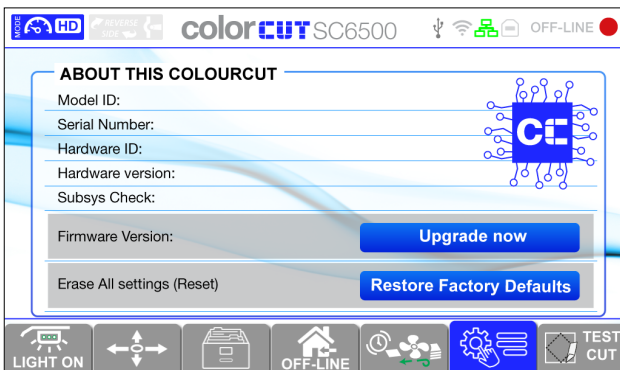 MODE
HD
REVERSE
SIDE
color CUT SC6500
OFF-LINE
ABOUT THIS COLOURCUT
Model ID:
Serial Number:
Hardware ID:
Hardware version:
Subsys Check:
Firmware Version:
Upgrade now
Erase All settings (Reset)
Restore Factory Defaults
CC
LIGHT ON
OFF-LINE
TEST
CUT